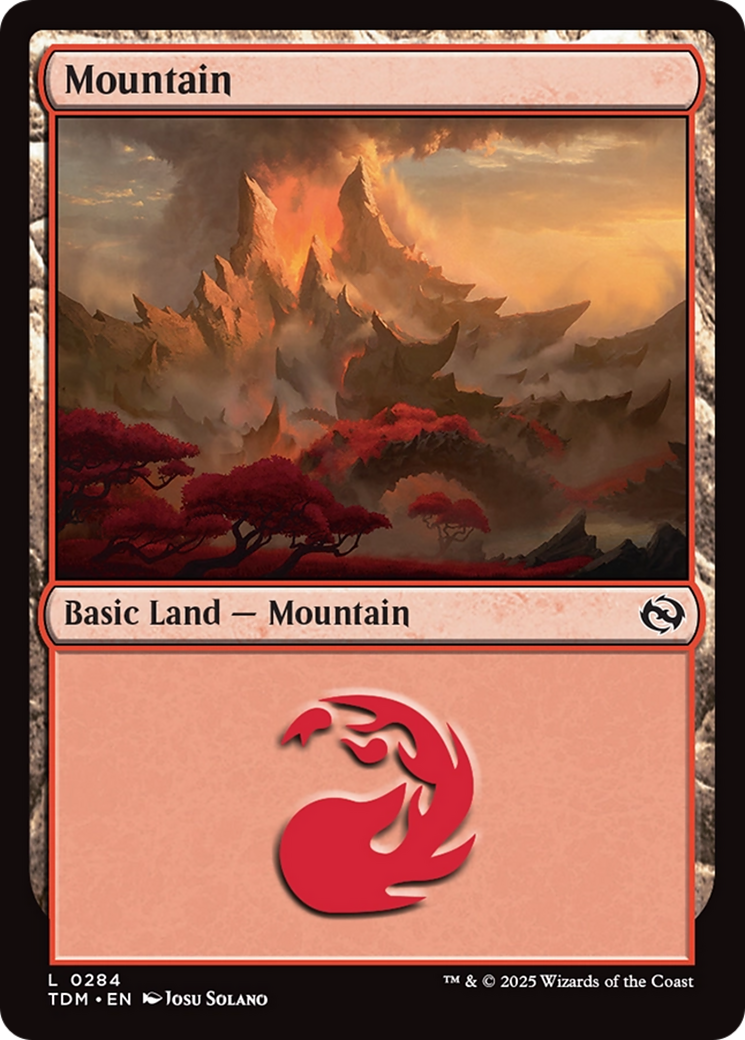 Mountain
Basic Land — Mountain
L 0284
TDM • EN Josu Solano
™ & © 2025 Wizards of the Coast